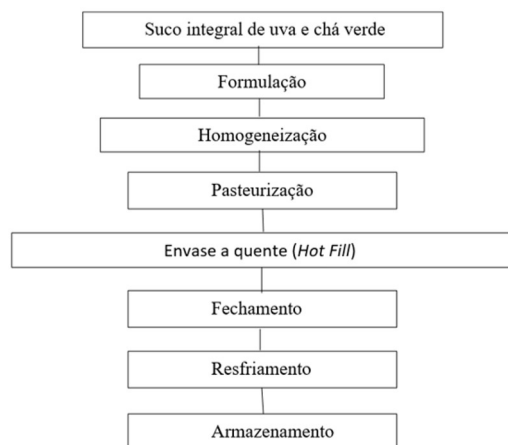 Suco integral de uva e chá verde
Formulação
Homogeneização
Pasteurização
Envase a quente (Hot Fill)
Fechamento
Resfriamento
Armazenamento